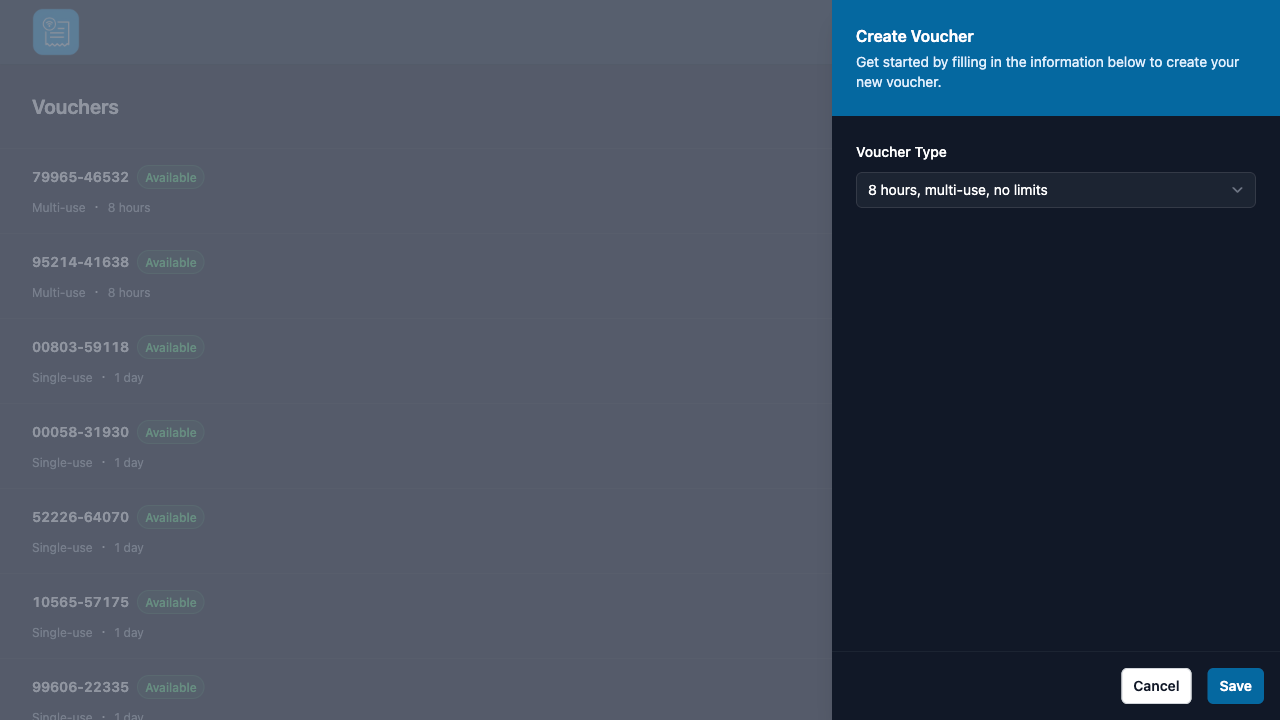 Vouchers
79965-46532 Available
Multi-use · 8 hours
95214-41638 Available
Multi-use · 8 hours
00803-59118 Available
Single-use · 1 day
00058-31930 Available
Single-use · 1 day
52226-64070 Available
Single-use · 1 day
10565-57175 Available
Single-use · 1 day
99606-22335 Available
Single-use · 1 day
Create Voucher
Get started by filling in the information below to create your
new voucher.
Voucher Type
8 hours, multi-use, no limits
Cancel Save